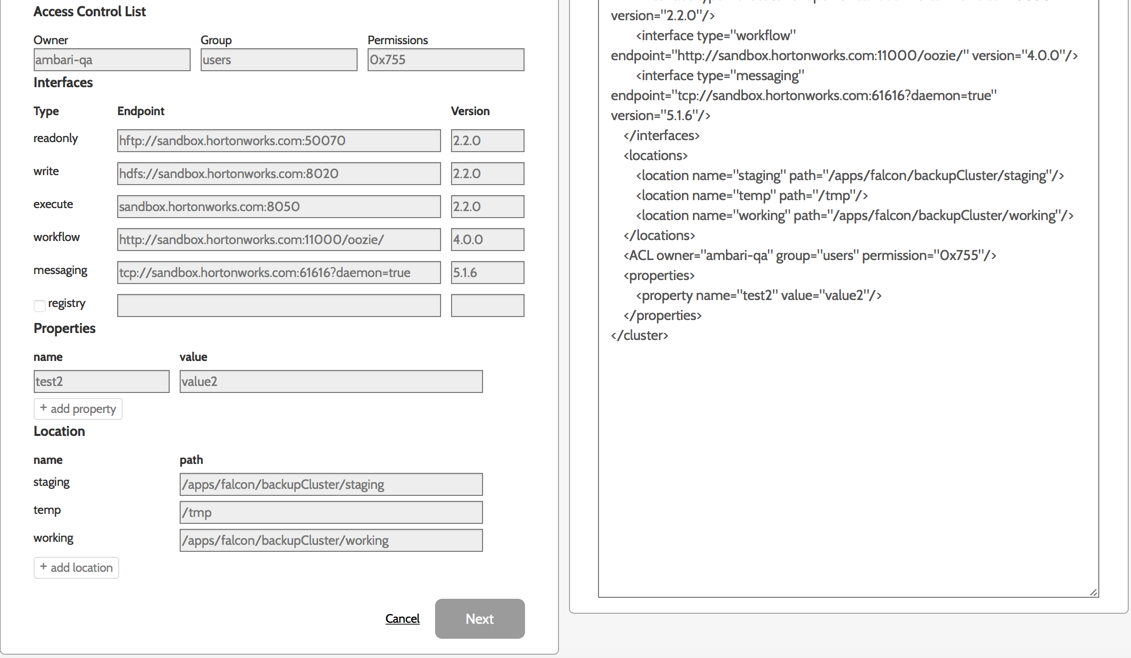 Access Control List
Owner Group Permissions
ambari-qa users 0x755
Interfaces
Type Endpoint Version
readonly hftp://sandbox.hortonworks.com:50070 2.2.0
write hdfs://sandbox.hortonworks.com:8020 2.2.0
execute sandbox.hortonworks.com:8050 2.2.0
workflow http://sandbox.hortonworks.com:11000/oozie/ 4.0.0
messaging tcp://sandbox.hortonworks.com:61616?daemon=true 5.1.6
registry
Properties
name value
test2 value2
+ add property
Location
name path
staging /apps/falcon/backupCluster/staging
temp /tmp
working /apps/falcon/backupCluster/working
+ add location
Cancel Next
version="2.2.0"/>
<interface type="workflow"
endpoint="http://sandbox.hortonworks.com:11000/oozie/" version="4.0.0"/>
<interface type="messaging"
endpoint="tcp://sandbox.hortonworks.com:61616?daemon=true"
version="5.1.6"/>
</interfaces>
<locations>
<location name="staging" path="/apps/falcon/backupCluster/staging"/>
<location name="temp" path="/tmp"/>
<location name="working" path="/apps/falcon/backupCluster/working"/>
</locations>
<ACL owner="ambari-qa" group="users" permission="0x755"/>
<properties>
<property name="test2" value="value2"/>
</properties>
</cluster>